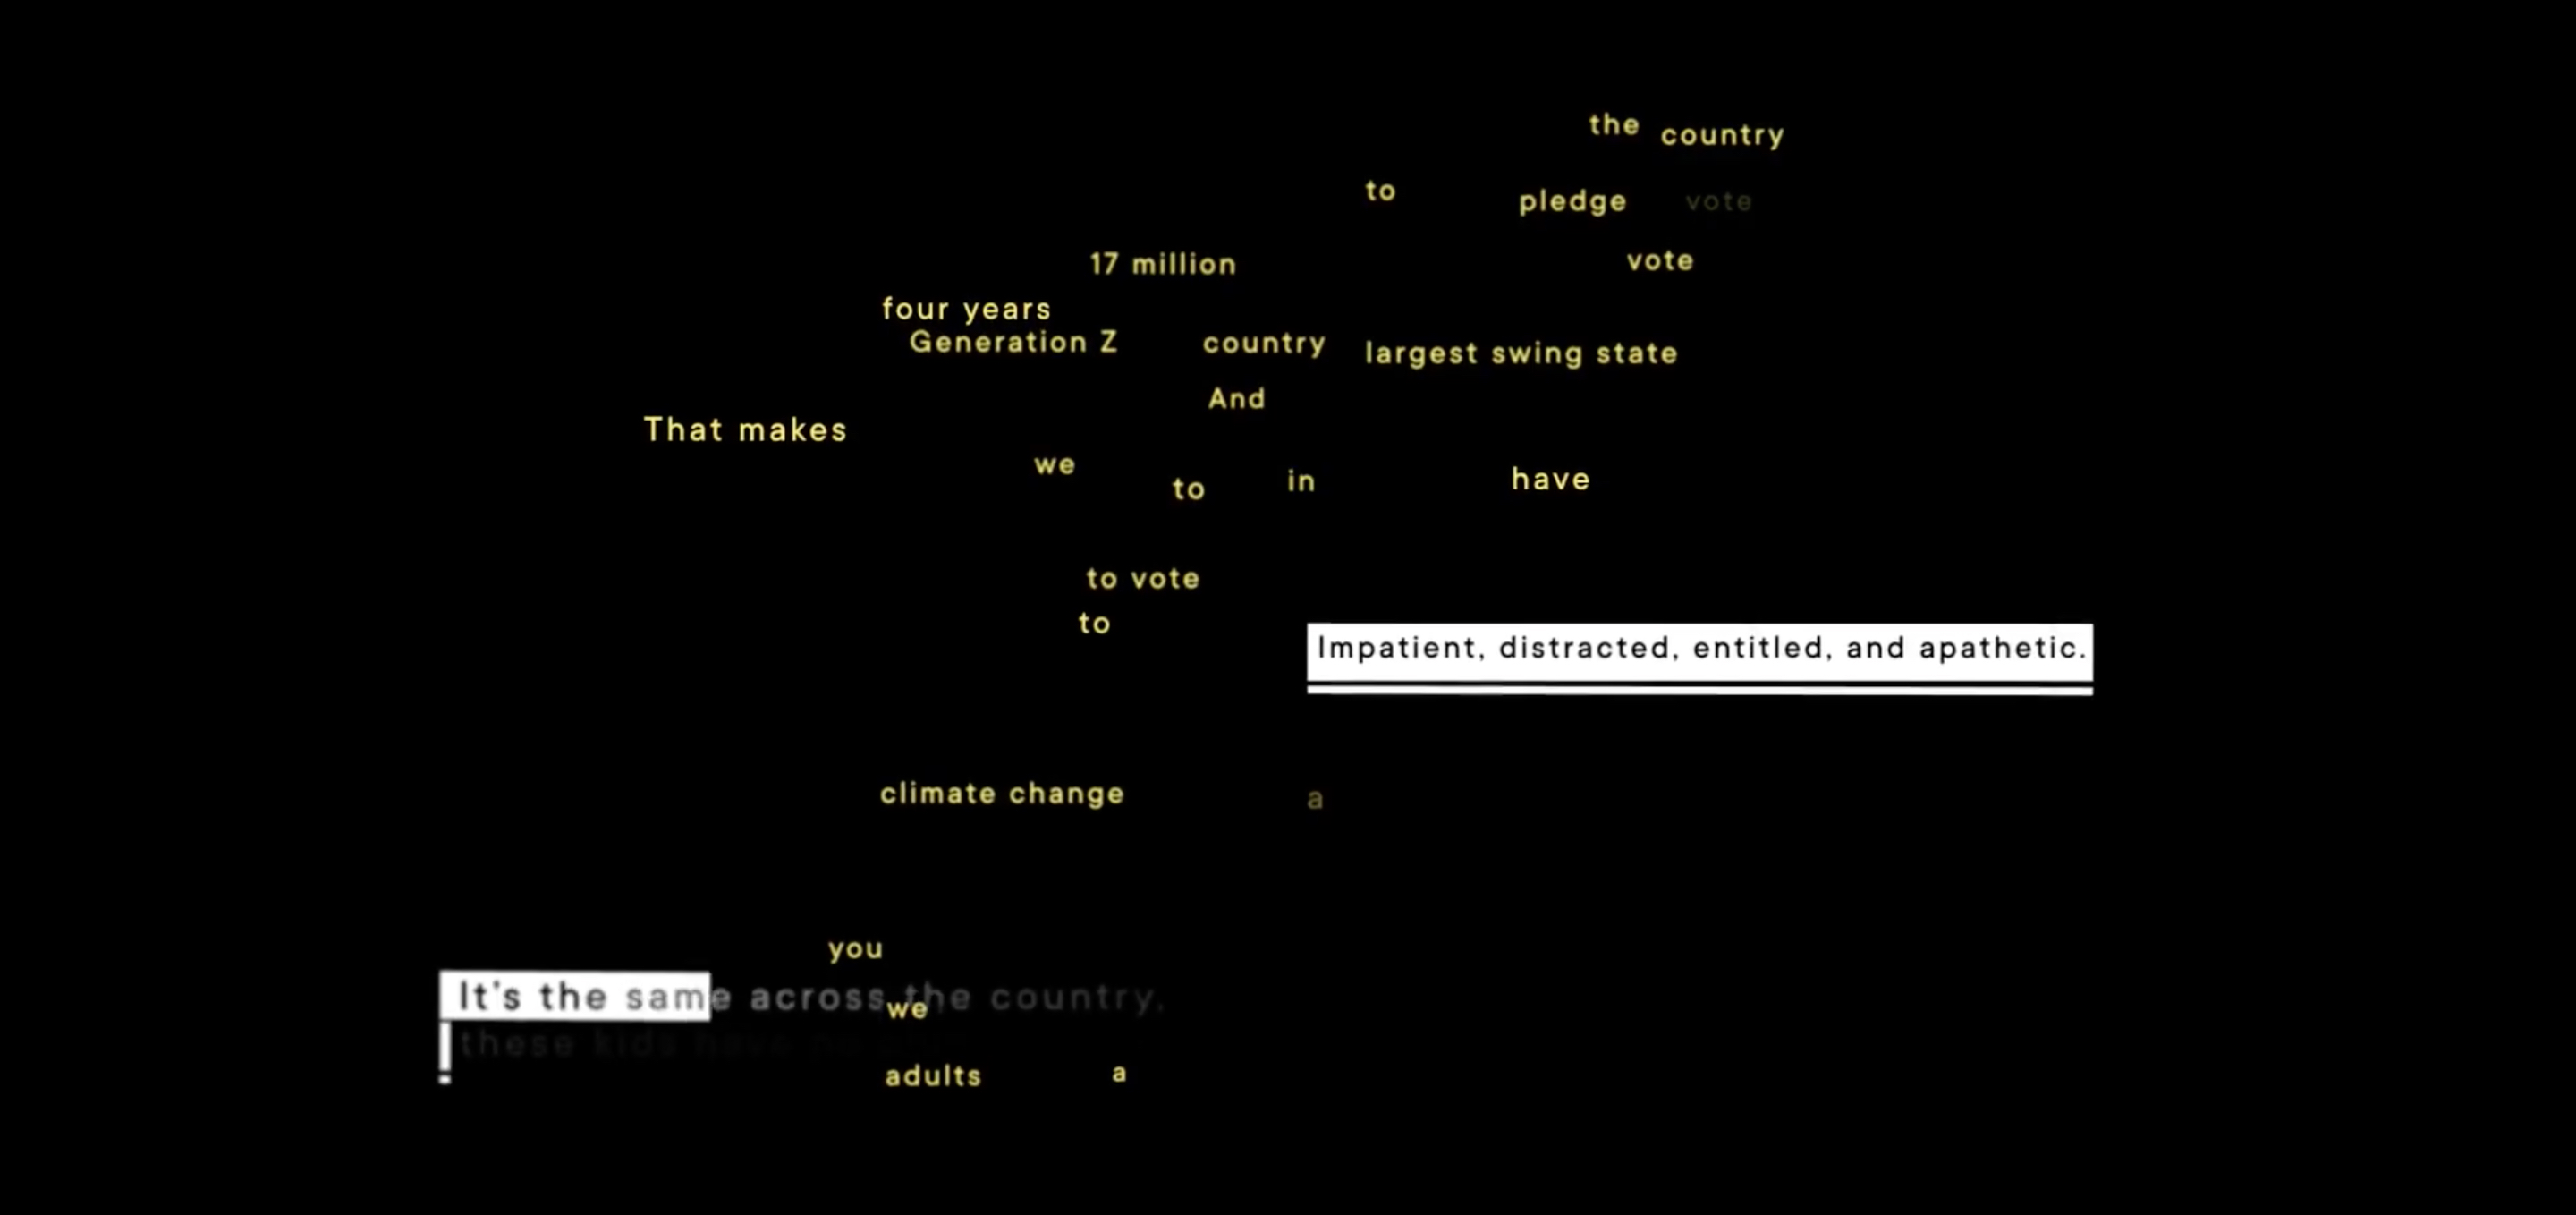 the country
to pledge vote
17 million vote
four years
Generation Z country largest swing state
And
That makes
we to in have
to vote
to
Impatient, distracted, entitled, and apathetic.
climate change a
you
It's the same across the country,
we
these kids have
adults a